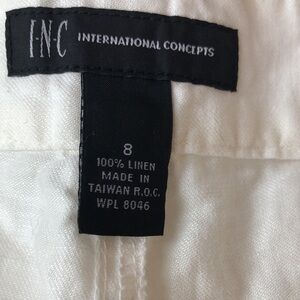 I·N·C INTERNATIONAL CONCEPTS
8
100% LINEN
MADE IN
TAIWAN R.O.C.
WPL 8046